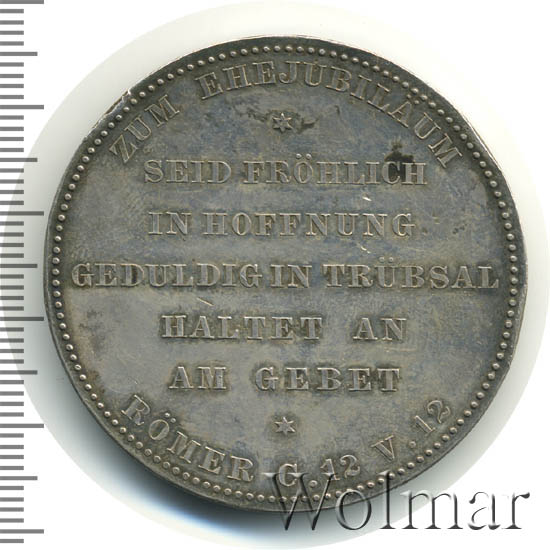 ZUM EHEJUBILÄUM
SEID FRÖHLICH
IN HOFFNUNG
GEDULDIG IN TRÜBSAL
HALTET AN
AM GEBET
RÖMER C. 12 V. 12
Wolmar